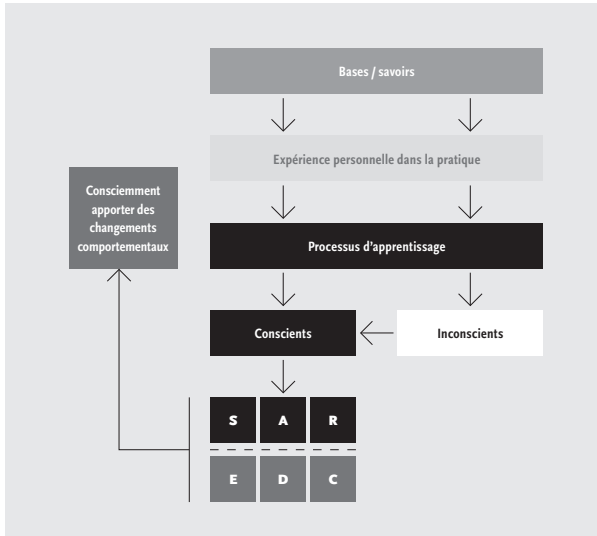 Bases / savoirs
Expérience personnelle dans la pratique
Consciemment
apporter des
changements
comportementaux
Processus d’apprentissage
Conscients
Inconscients
S A R
E D C